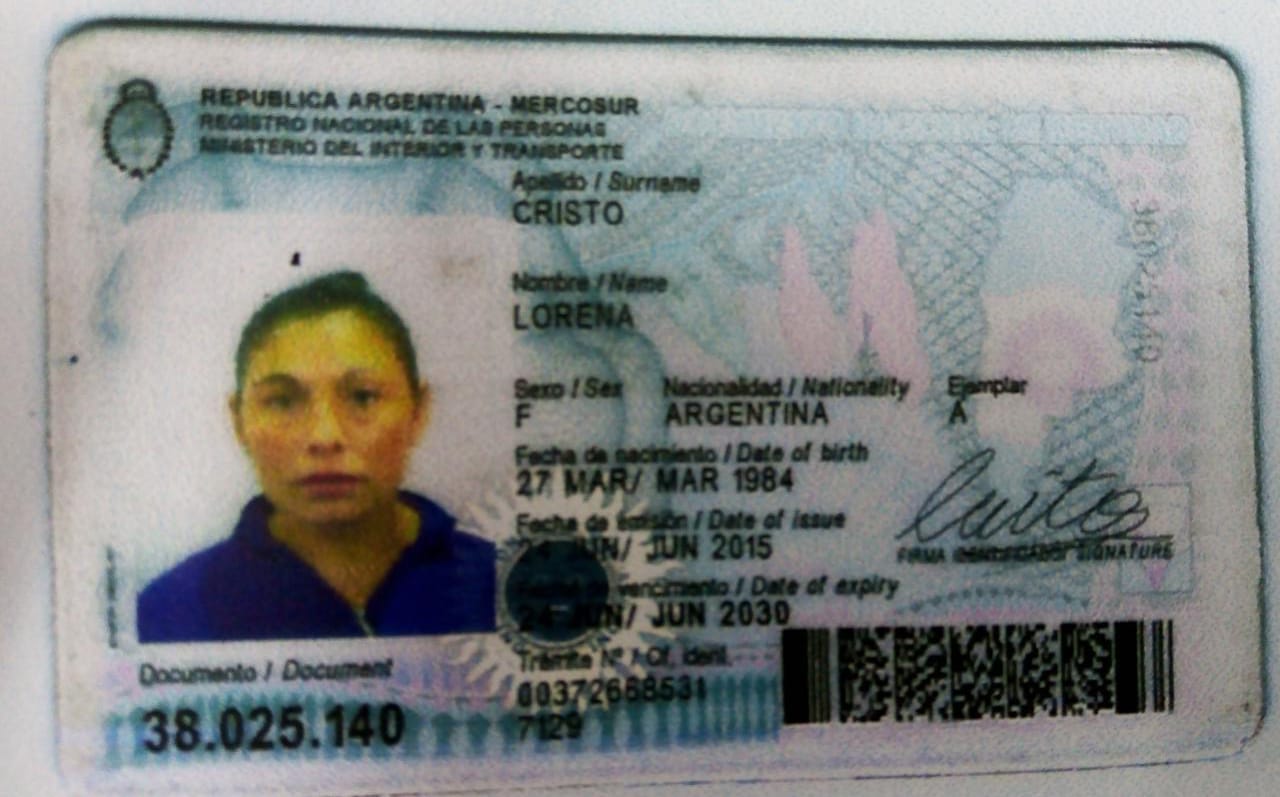 REPUBLICA ARGENTINA - MERCOSUR
REGISTRO NACIONAL DE LAS PERSONAS
MINISTERIO DEL INTERIOR Y TRANSPORTE
Apellido / Surname
CRISTO
Nombre / Name
LORENA
Sexo / Sex Nacionalidad / Nationality Ejemplar
F ARGENTINA A
Fecha de nacimiento / Date of birth
27 MAR/ MAR 1984
Fecha de emisión / Date of issue
24 JUN/ JUN 2015
FIRMA IDENTIFICADO/ SIGNATURE
Fecha de vencimiento / Date of expiry
24 JUN/ JUN 2030
Trámite Nº / Of. ident.
00372668531
7129
Documento / Document
38.025.140